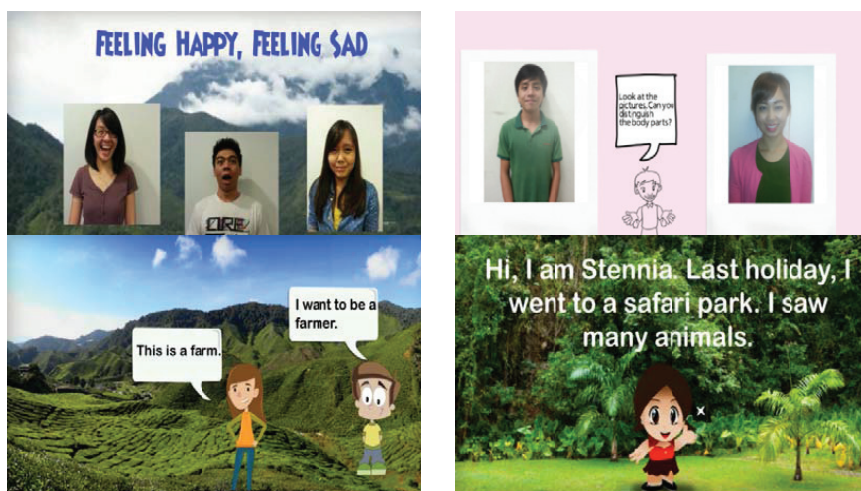 FEELING HAPPY, FEELING SAD
Look at the
pictures. Can you
distinguish
the body parts?
This is a farm.
I want to be a
farmer.
Hi, I am Stennia. Last holiday, I
went to a safari park. I saw
many animals.